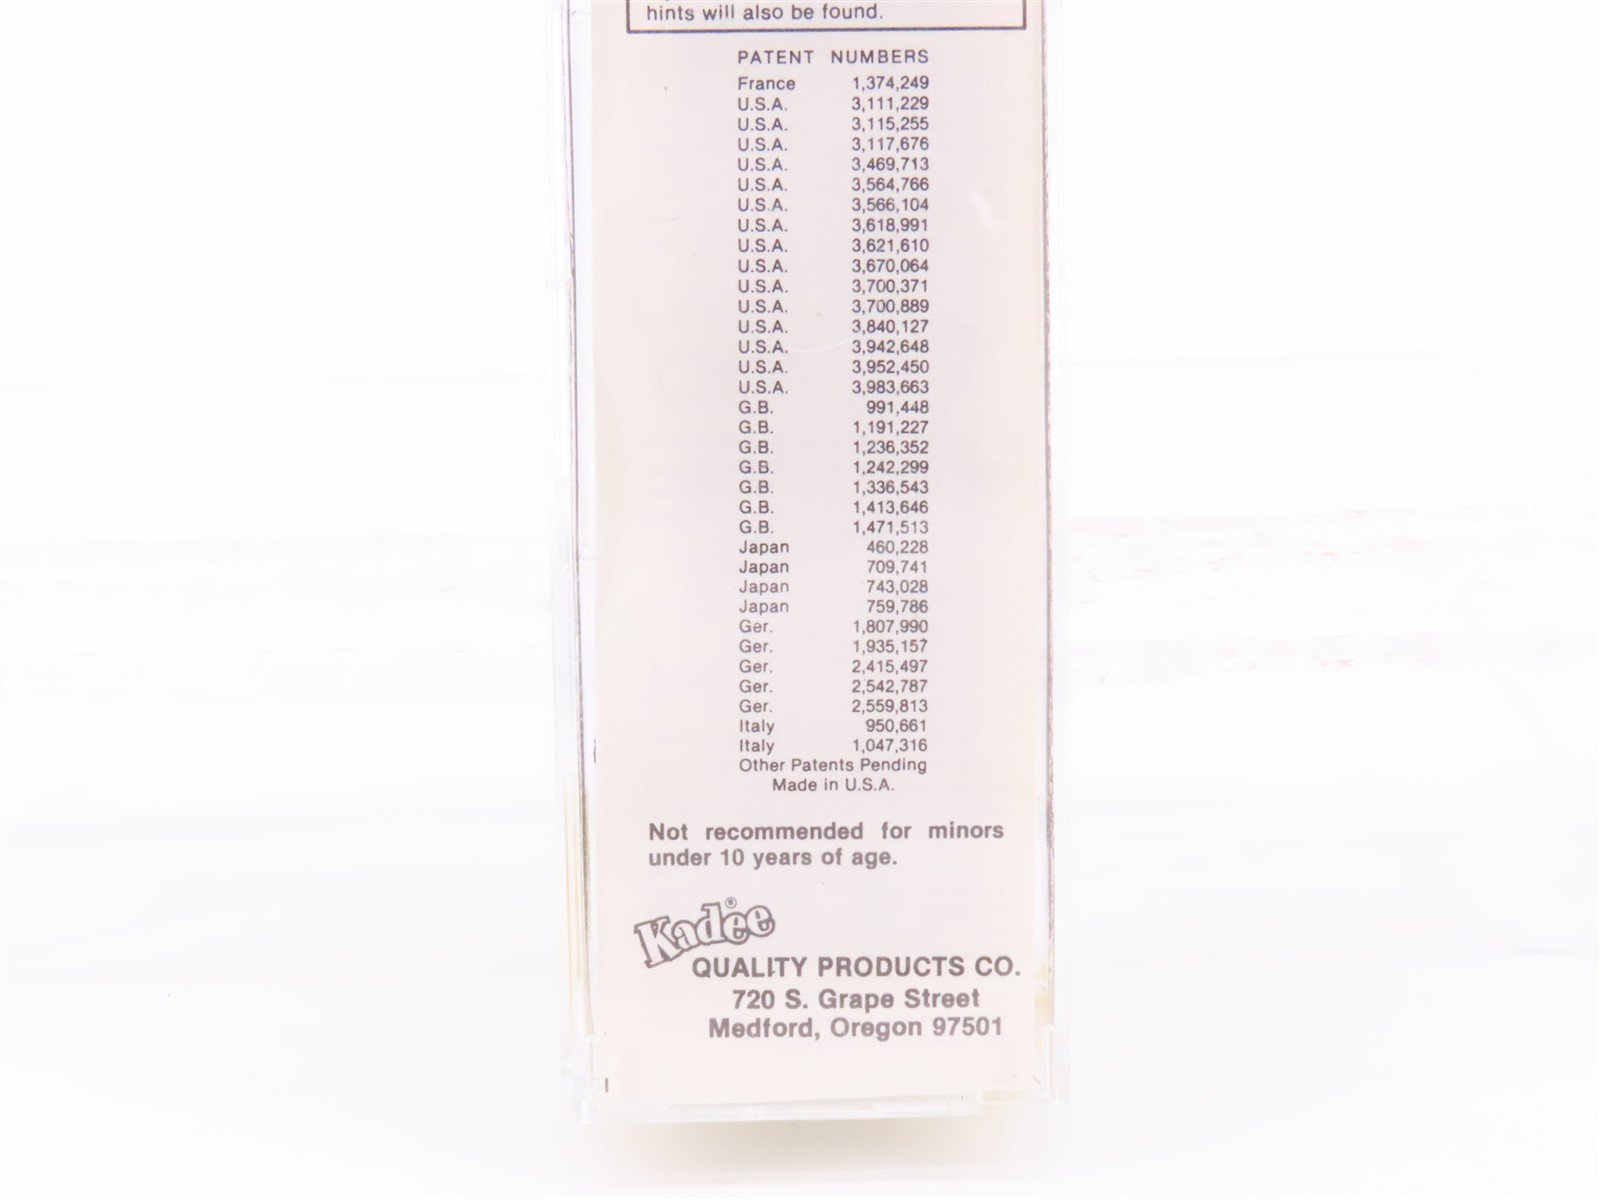 hints will also be found.
PATENT NUMBERS
France 1,374,249
U.S.A. 3,111,229
U.S.A. 3,115,255
U.S.A. 3,117,676
U.S.A. 3,469,713
U.S.A. 3,564,766
U.S.A. 3,566,104
U.S.A. 3,618,991
U.S.A. 3,621,610
U.S.A. 3,670,064
U.S.A. 3,700,371
U.S.A. 3,700,889
U.S.A. 3,840,127
U.S.A. 3,942,648
U.S.A. 3,952,450
U.S.A. 3,983,663
G.B. 991,448
G.B. 1,191,227
G.B. 1,236,352
G.B. 1,242,299
G.B. 1,336,543
G.B. 1,413,646
G.B. 1,471,513
Japan 460,228
Japan 709,741
Japan 743,028
Japan 759,786
Ger. 1,807,990
Ger. 1,935,157
Ger. 2,415,497
Ger. 2,542,787
Ger. 2,559,813
Italy 950,661
Italy 1,047,316
Other Patents Pending
Made in U.S.A.
Not recommended for minors
under 10 years of age.
Kadee®
QUALITY PRODUCTS CO.
720 S. Grape Street
Medford, Oregon 97501